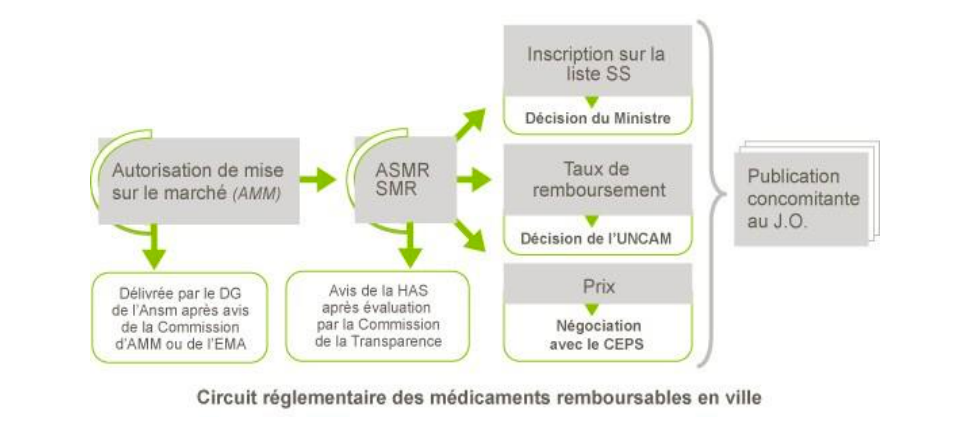 Autorisation de mise
sur le marché (AMM)
Délivrée par le DG
de l'Ansm après avis
de la Commission
d'AMM ou de l'EMA
ASMR
SMR
Avis de la HAS
après évaluation
par la Commission
de la Transparence
Inscription sur la
liste SS
Décision du Ministre
Taux de
remboursement
Décision de l'UNCAM
Prix
Négociation
avec le CEPS
Publication
concomitante
au J.O.
Circuit réglementaire des médicaments remboursables en ville